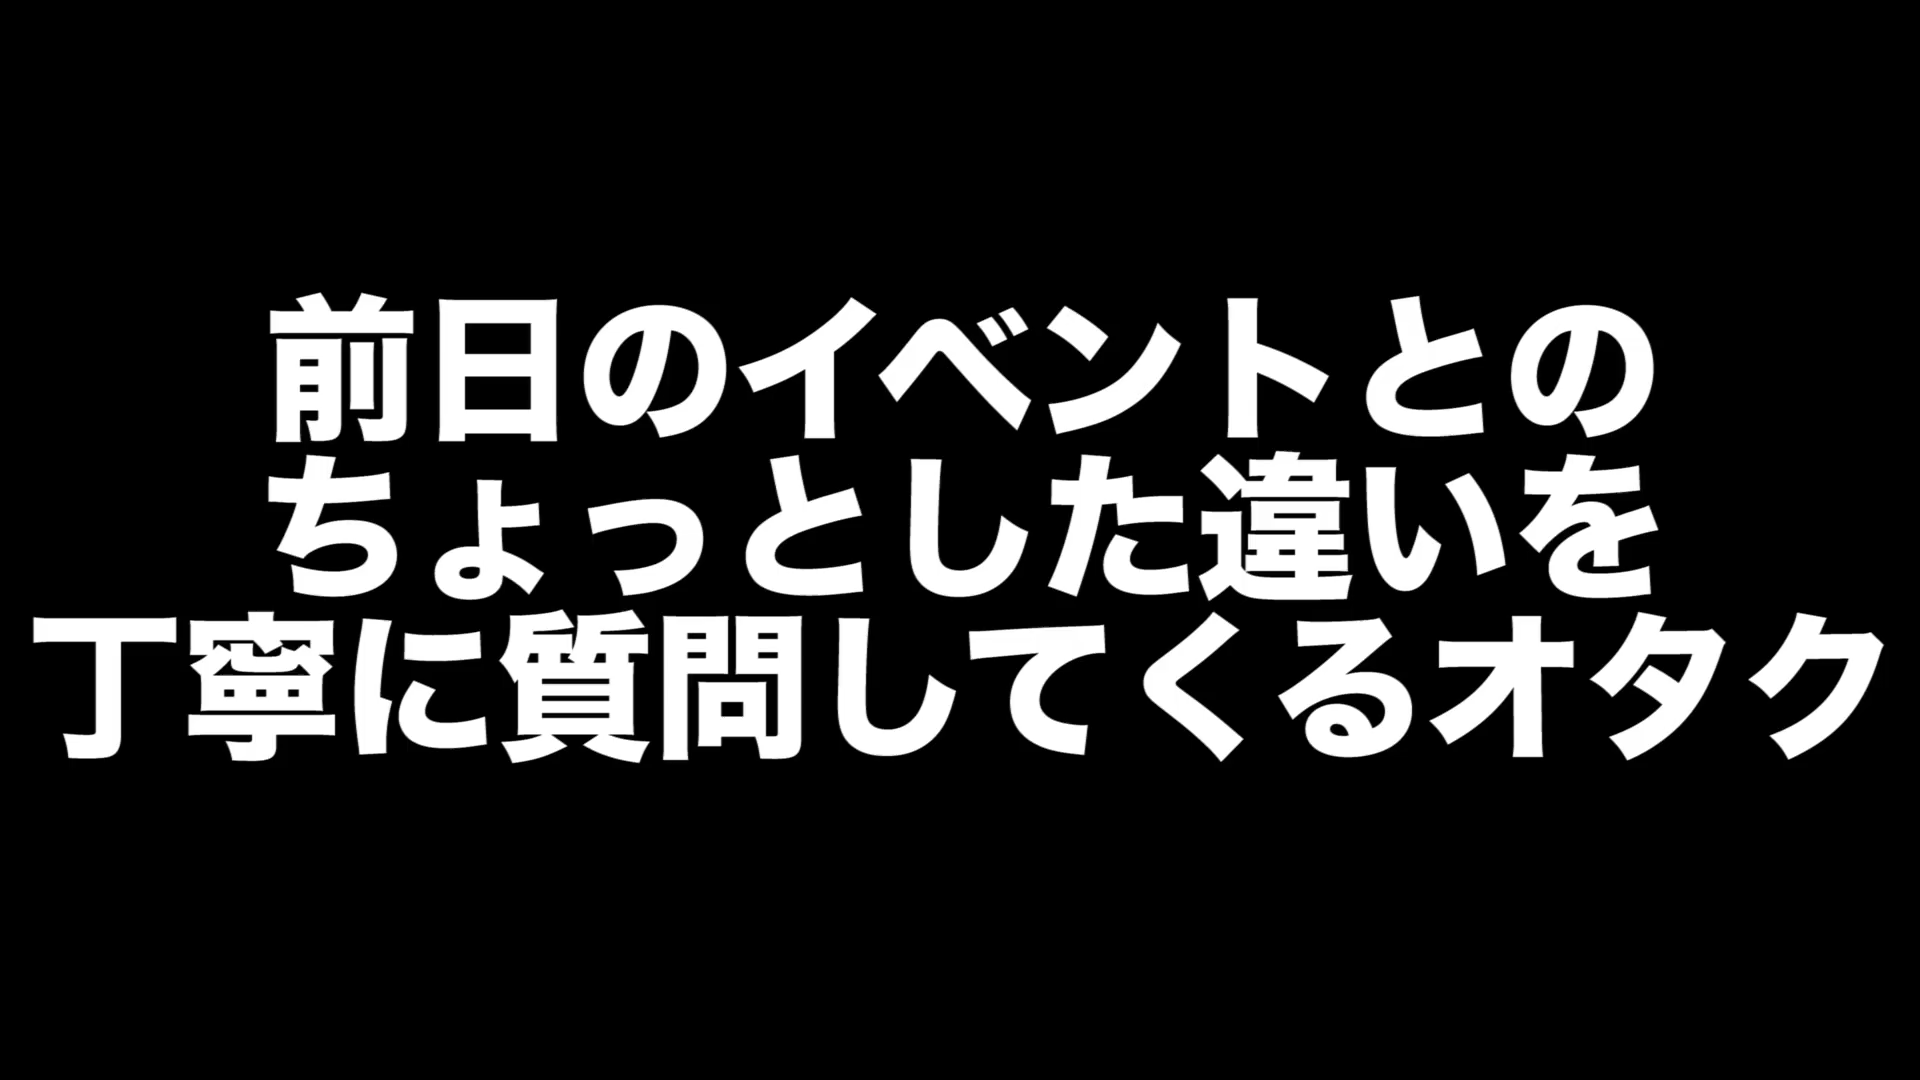 前日のイベントとの
ちょっとした違いを
丁寧に質問してくるオタク